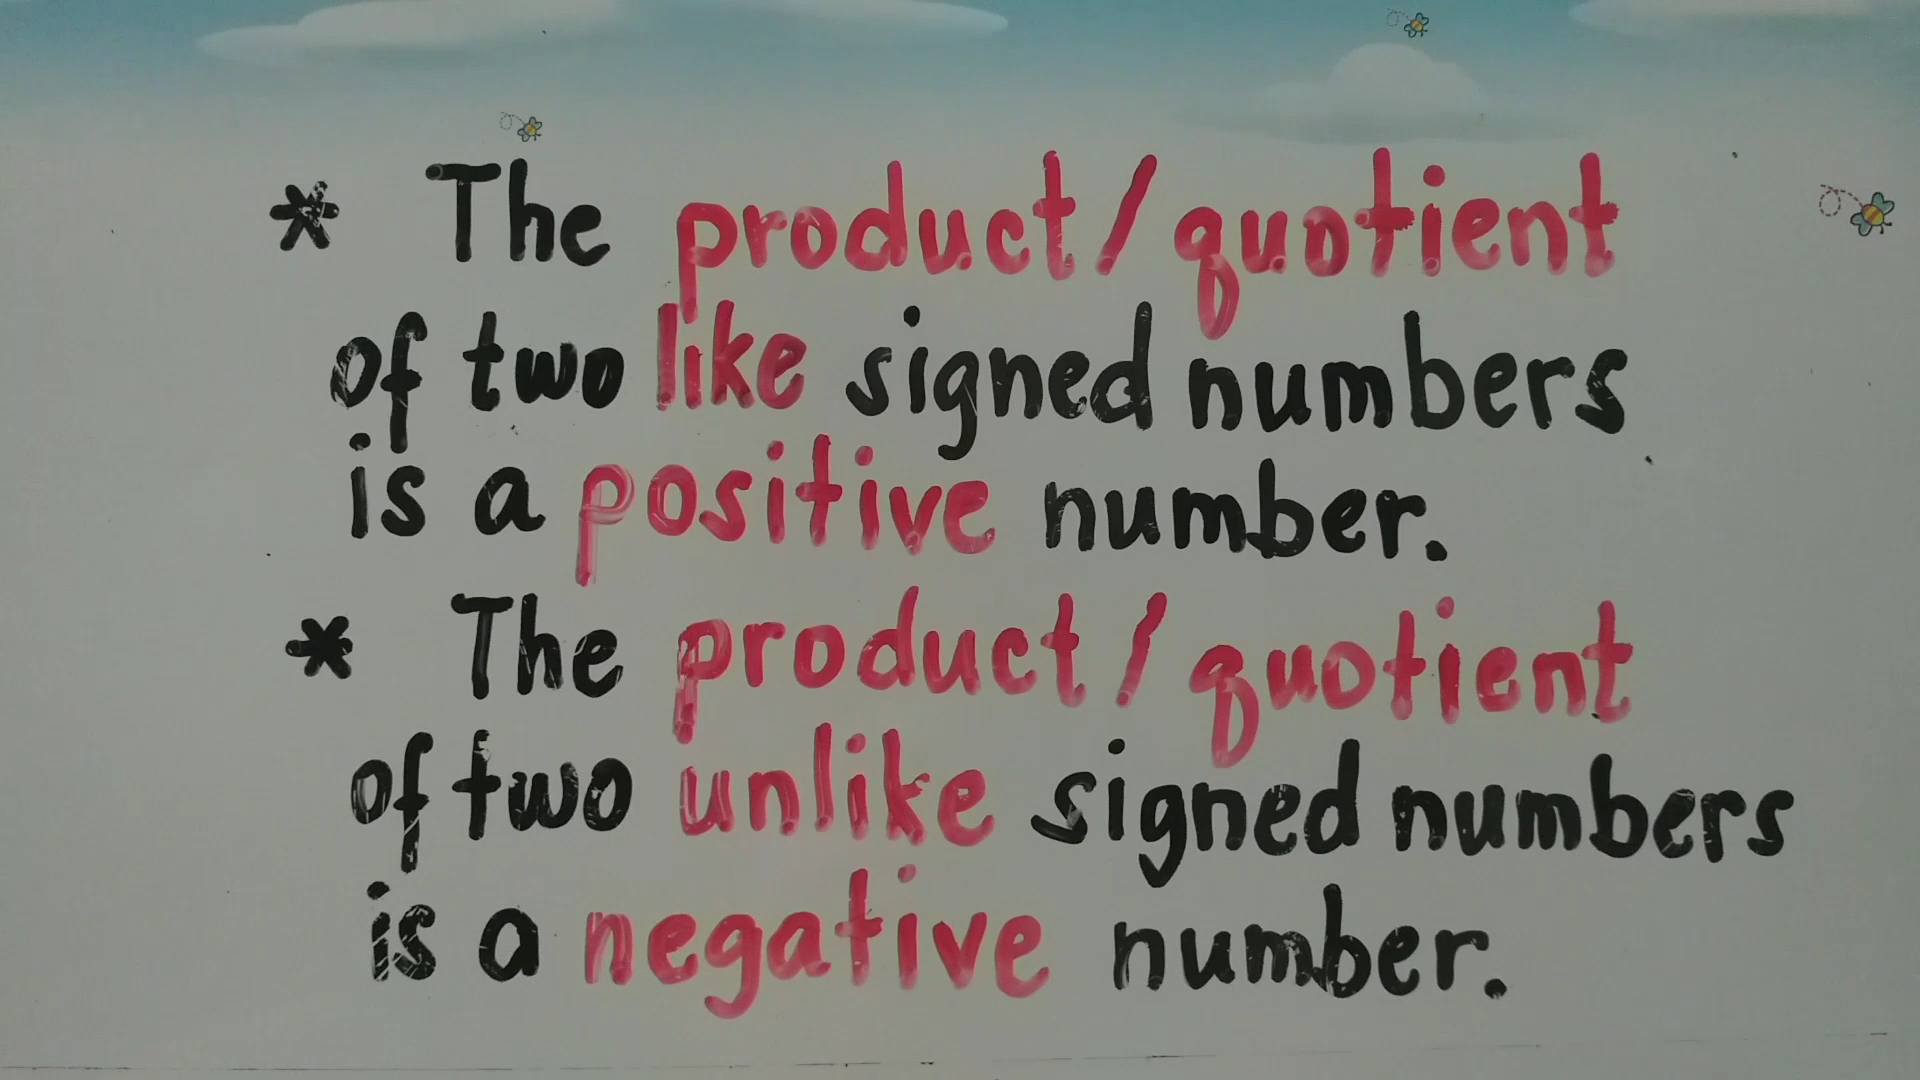 * The product/quotient
of two like signed numbers
is a positive number.
* The product/quotient
of two unlike signed numbers
is a negative number.